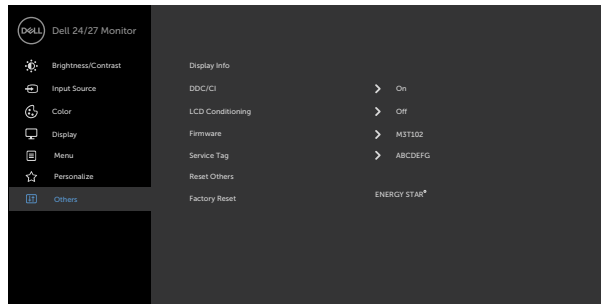 DELL Dell 24/27 Monitor
Brightness/Contrast
Input Source
Color
Display
Menu
Personalize
Others
Display Info
DDC/CI On
LCD Conditioning Off
Firmware M3T102
Service Tag ABCDEFG
Reset Others
Factory Reset ENERGY STAR®